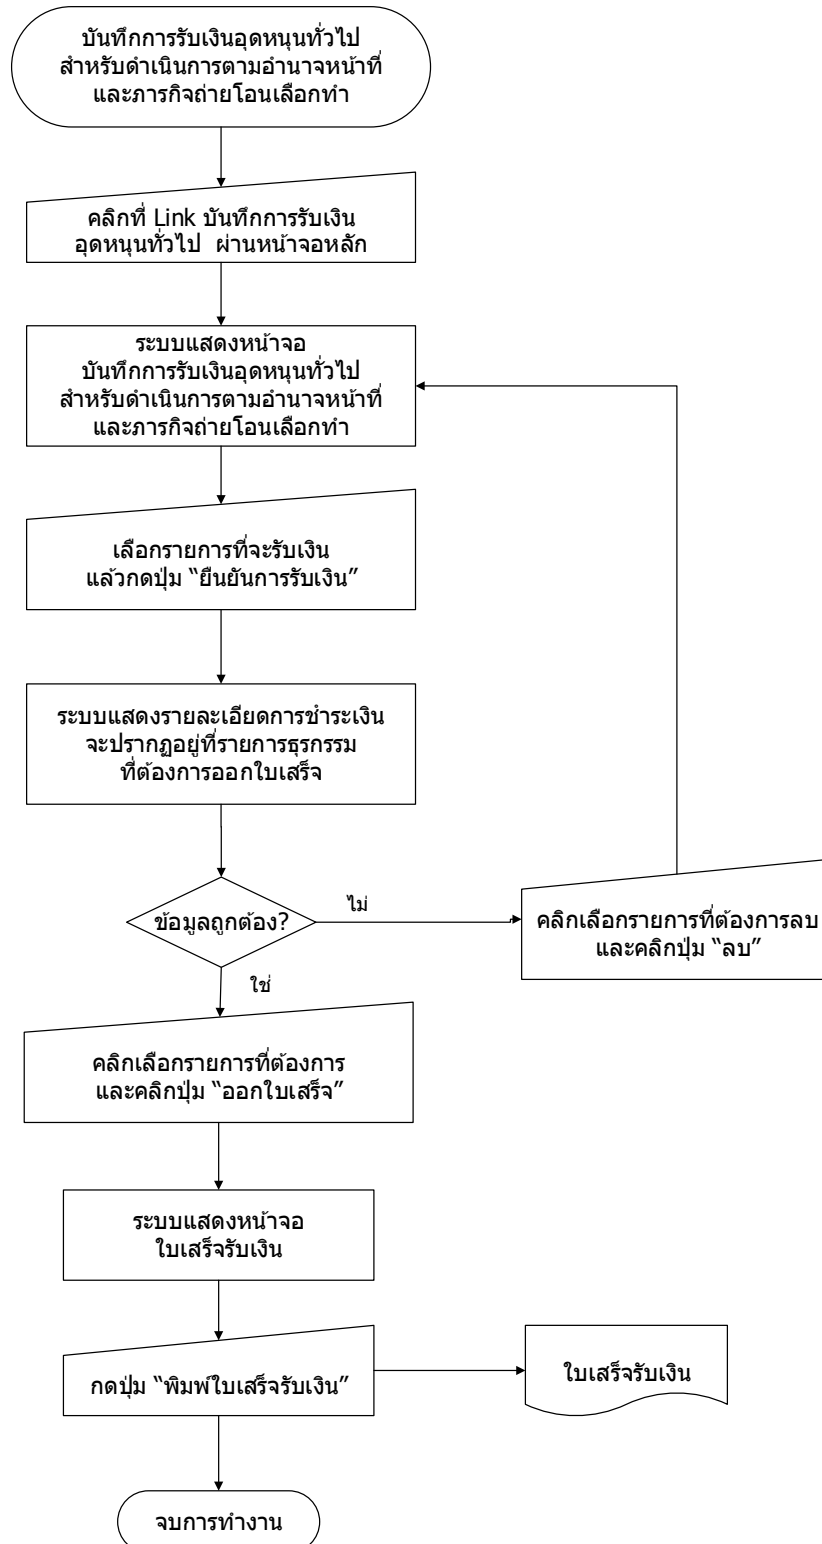 บันทึกการรับเงินอุดหนุนทั่วไป
สำหรับดำเนินการตามอำนาจหน้าที่
และภารกิจถ่ายโอนเลือกทำ
คลิกที่ Link บันทึกการรับเงิน
อุดหนุนทั่วไป ผ่านหน้าจอหลัก
ระบบแสดงหน้าจอ
บันทึกการรับเงินอุดหนุนทั่วไป
สำหรับดำเนินการตามอำนาจหน้าที่
และภารกิจถ่ายโอนเลือกทำ
เลือกรายการที่จะรับเงิน
แล้วกดปุ่ม “ยืนยันการรับเงิน”
ระบบแสดงรายละเอียดการชำระเงิน
จะปรากฏอยู่ที่รายการธุรกรรม
ที่ต้องการออกใบเสร็จ
ข้อมูลถูกต้อง?
ไม่
คลิกเลือกรายการที่ต้องการลบ
และคลิกปุ่ม “ลบ”
ใช่
คลิกเลือกรายการที่ต้องการ
และคลิกปุ่ม “ออกใบเสร็จ”
ระบบแสดงหน้าจอ
ใบเสร็จรับเงิน
กดปุ่ม “พิมพ์ใบเสร็จรับเงิน”
ใบเสร็จรับเงิน
จบการทำงาน